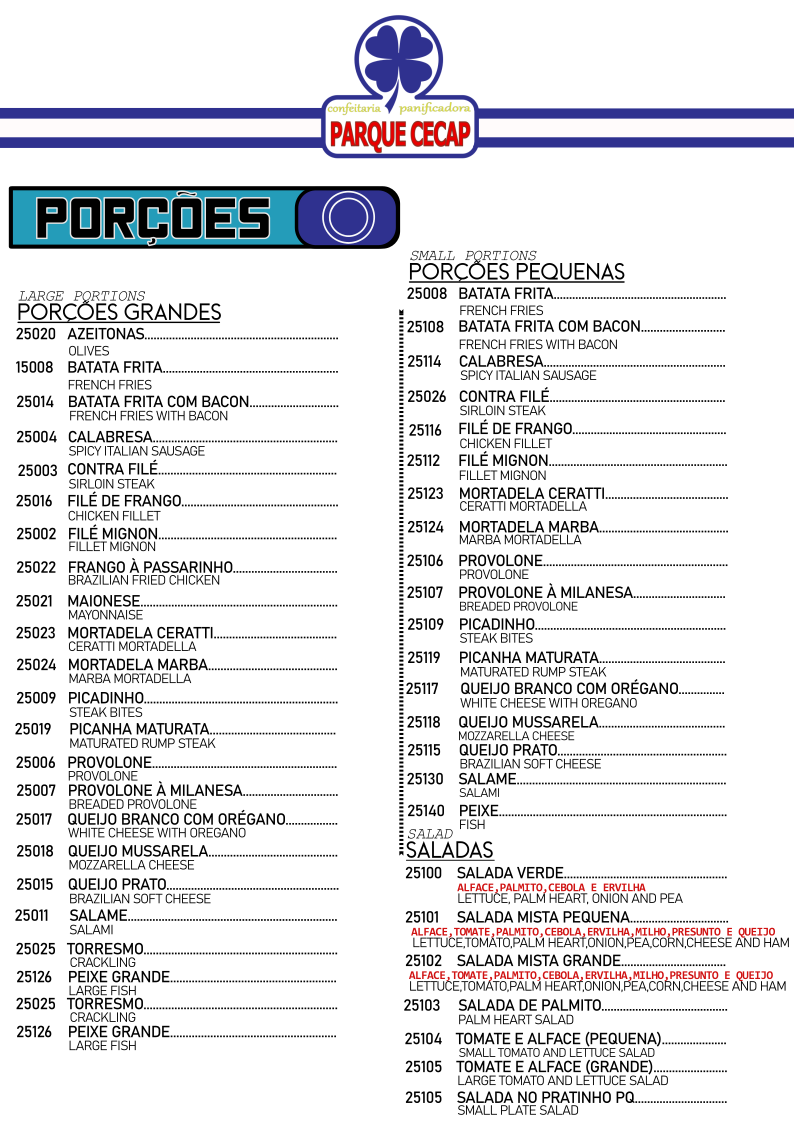 confeitaria panificadora
PARQUE CECAP
PORÇÕES
LARGE PORTIONS
PORÇÕES GRANDES
25020 AZEITONAS
OLIVES
15008 BATATA FRITA
FRENCH FRIES
25014 BATATA FRITA COM BACON
FRENCH FRIES WITH BACON
25004 CALABRESA
SPICY ITALIAN SAUSAGE
25003 CONTRA FILÉ
SIRLOIN STEAK
25016 FILÉ DE FRANGO
CHICKEN FILLET
25002 FILÉ MIGNON
FILLET MIGNON
25022 FRANGO À PASSARINHO
BRAZILIAN FRIED CHICKEN
25021 MAIONESE
MAYONNAISE
25023 MORTADELA CERATTI
CERATTI MORTADELLA
25024 MORTADELA MARBA
MARBA MORTADELLA
25009 PICADINHO
STEAK BITES
25019 PICANHA MATURATA
MATURATED RUMP STEAK
25006 PROVOLONE
PROVOLONE
25007 PROVOLONE À MILANESA
BREADED PROVOLONE
25017 QUEIJO BRANCO COM ORÉGANO
WHITE CHEESE WITH OREGANO
25018 QUEIJO MUSSARELA
MOZZARELLA CHEESE
25015 QUEIJO PRATO
BRAZILIAN SOFT CHEESE
25011 SALAME
SALAMI
25025 TORRESMO
CRACKLING
25126 PEIXE GRANDE
LARGE FISH
25025 TORRESMO
CRACKLING
25126 PEIXE GRANDE
LARGE FISH
SMALL PORTIONS
PORÇÕES PEQUENAS
25008 BATATA FRITA
FRENCH FRIES
25108 BATATA FRITA COM BACON
FRENCH FRIES WITH BACON
25114 CALABRESA
SPICY ITALIAN SAUSAGE
25026 CONTRA FILÉ
SIRLOIN STEAK
25116 FILÉ DE FRANGO
CHICKEN FILLET
25112 FILÉ MIGNON
FILLET MIGNON
25123 MORTADELA CERATTI
CERATTI MORTADELLA
25124 MORTADELA MARBA
MARBA MORTADELLA
25106 PROVOLONE
PROVOLONE
25107 PROVOLONE À MILANESA
BREADED PROVOLONE
25109 PICADINHO
STEAK BITES
25119 PICANHA MATURATA
MATURATED RUMP STEAK
25117 QUEIJO BRANCO COM ORÉGANO
WHITE CHEESE WITH OREGANO
25118 QUEIJO MUSSARELA
MOZZARELLA CHEESE
25115 QUEIJO PRATO
BRAZILIAN SOFT CHEESE
25130 SALAME
SALAMI
25140 PEIXE
FISH
SALAD
SALADAS
25100 SALADA VERDE
ALFACE,PALMITO,CEBOLA E ERVILHA
LETTUCE, PALM HEART, ONION AND PEA
25101 SALADA MISTA PEQUENA
ALFACE,TOMATE,PALMITO,CEBOLA,ERVILHA,MILHO,PRESUNTO E QUEIJO
LETTUCE,TOMATO,PALM HEART,ONION,PEA,CORN,CHEESE AND HAM
25102 SALADA MISTA GRANDE
ALFACE,TOMATE,PALMITO,CEBOLA,ERVILHA,MILHO,PRESUNTO E QUEIJO
LETTUCE,TOMATO,PALM HEART,ONION,PEA,CORN,CHEESE AND HAM
25103 SALADA DE PALMITO
PALM HEART SALAD
25104 TOMATE E ALFACE (PEQUENA)
SMALL TOMATO AND LETTUCE SALAD
25105 TOMATE E ALFACE (GRANDE)
LARGE TOMATO AND LETTUCE SALAD
25105 SALADA NO PRATINHO PQ
SMALL PLATE SALAD